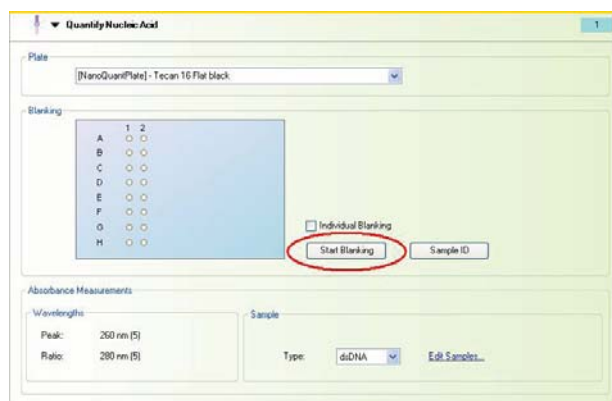 Quantify Nucleic Acid 1
Plate
[NanoQuantPlate] - Tecan 16 Flat black
Blanking
1 2
A
B
C
D
E
F
G
H
Individual Blanking
Start Blanking Sample ID
Absorbance Measurements
Wavelengths
Peak: 260 nm (5)
Ratio: 280 nm (5)
Sample
Type: dsDNA Edit Samples...